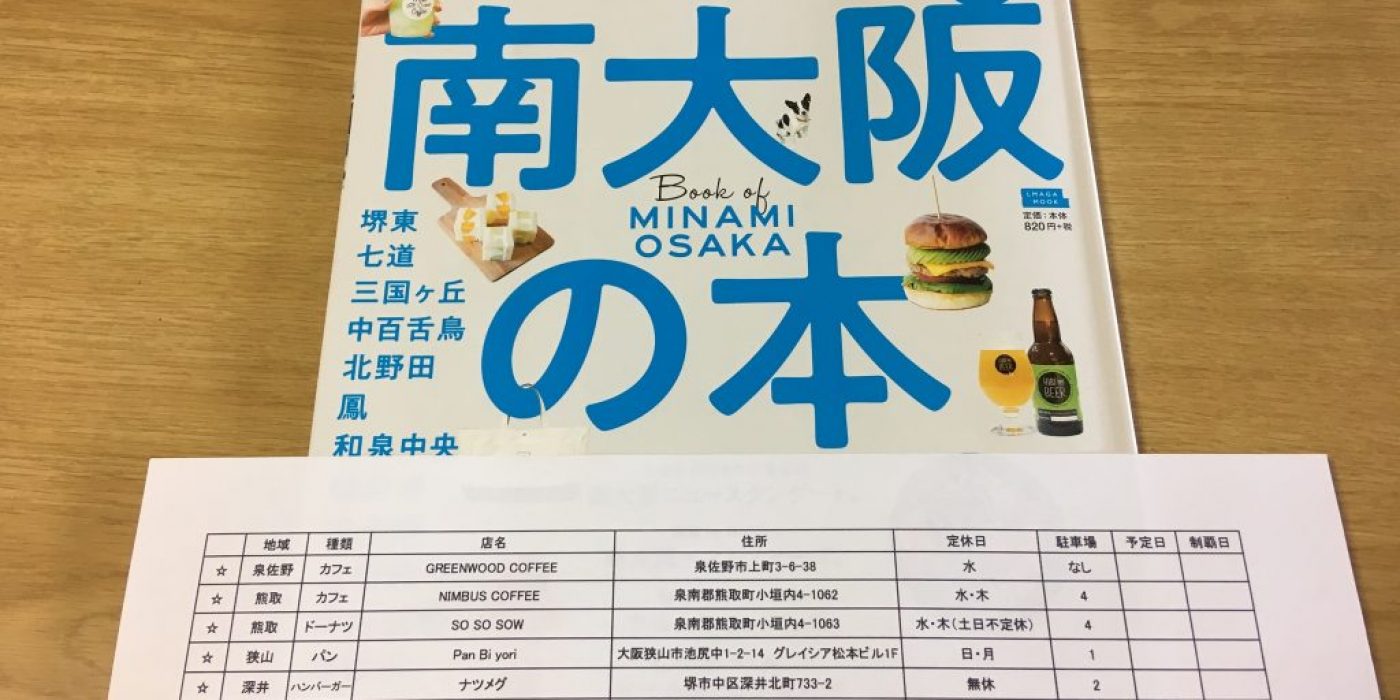 南大阪
Book of
MINAMI
OSAKA
の本
LMAGA
MOOK
定価:本体
820円+税
堺東
七道
三国ヶ丘
中百舌鳥
北野田
鳳
和泉中央
BEER
地域 種類 店名 住所 定休日 駐車場 予定日 制覇日
☆ 泉佐野 カフェ GREENWOOD COFFEE 泉佐野市上町3-6-38 水 なし
☆ 熊取 カフェ NIMBUS COFFEE 泉南郡熊取町小垣内4-1062 水・木 4
☆ 熊取 ドーナツ SO SO SOW 泉南郡熊取町小垣内4-1063 水・木(土日不定休) 4
☆ 狭山 パン Pan Bi yori 大阪狭山市池尻中1-2-14 グレイシア松本ビル1F 日・月 1
☆ 深井 ハンバーガー ナツメグ 堺市中区深井北町733-2 無休 2